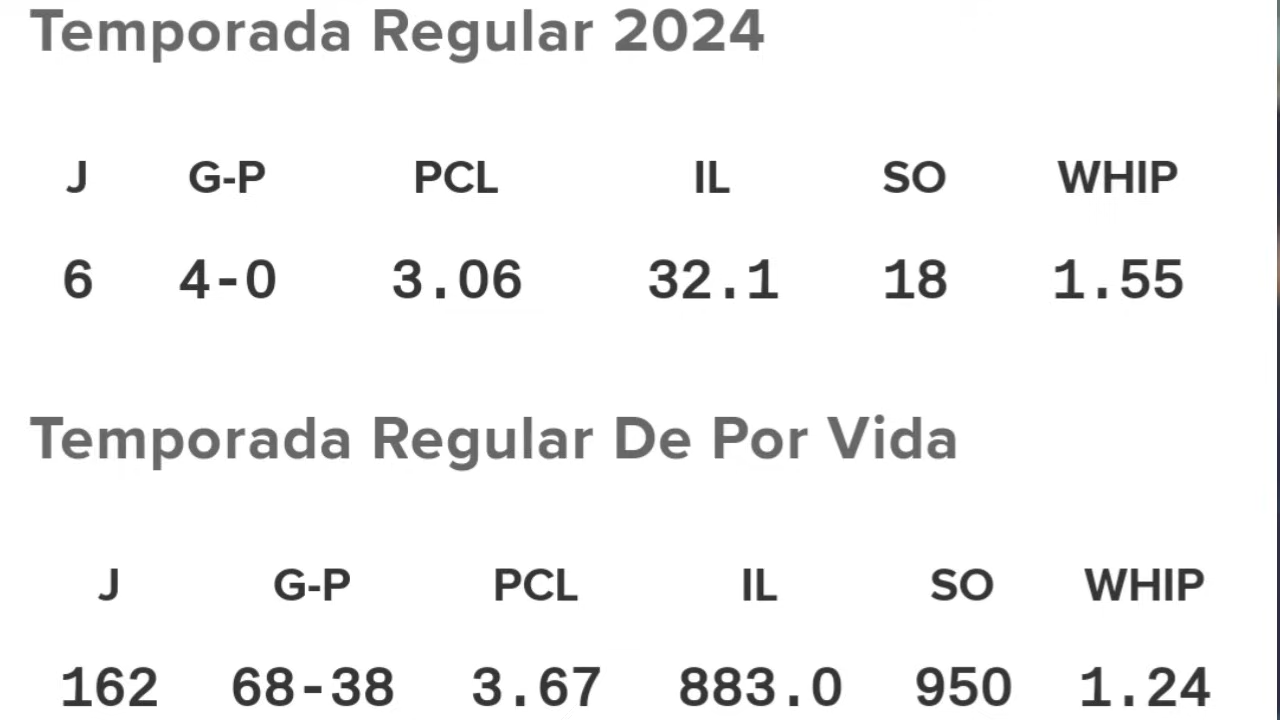 Temporada Regular 2024
J G-P PCL IL SO WHIP
6 4-0 3.06 32.1 18 1.55
Temporada Regular De Por Vida
J G-P PCL IL SO WHIP
162 68-38 3.67 883.0 950 1.24